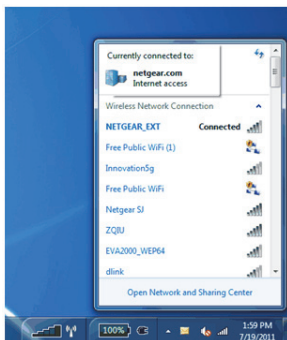 Currently connected to:
netgear.com
Internet access
Wireless Network Connection
NETGEAR_EXT Connected
Free Public WiFi (1)
Innovation5g
Free Public WiFi
Netgear SJ
ZQIU
EVA2000_WEP64
dlink
Open Network and Sharing Center
100%
1:59 PM
7/19/2011